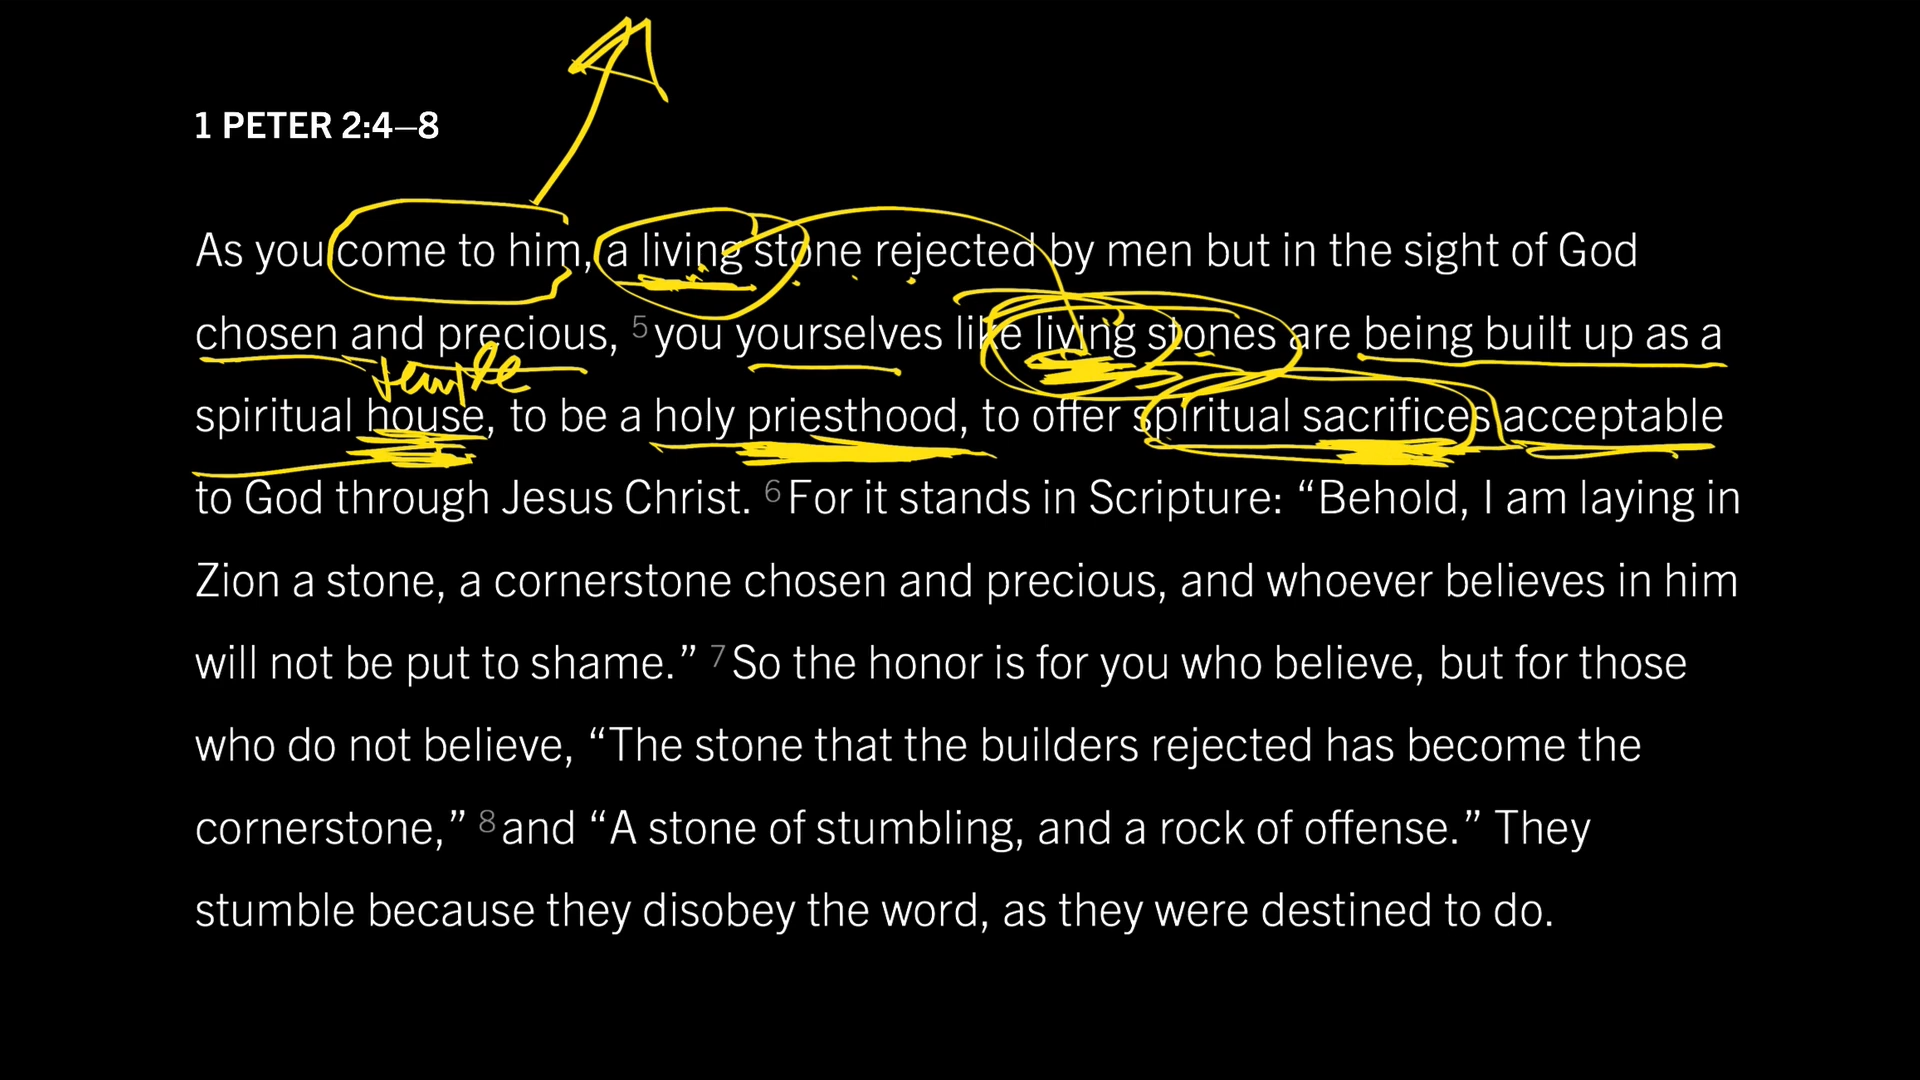 1 PETER 2:4–8
As you come to him, a living stone rejected by men but in the sight of God
chosen and precious, 5 you yourselves like living stones are being built up as a
temple
spiritual house, to be a holy priesthood, to offer spiritual sacrifices acceptable
to God through Jesus Christ. 6 For it stands in Scripture: “Behold, I am laying in
Zion a stone, a cornerstone chosen and precious, and whoever believes in him
will not be put to shame.” 7 So the honor is for you who believe, but for those
who do not believe, “The stone that the builders rejected has become the
cornerstone,” 8 and “A stone of stumbling, and a rock of offense.” They
stumble because they disobey the word, as they were destined to do.